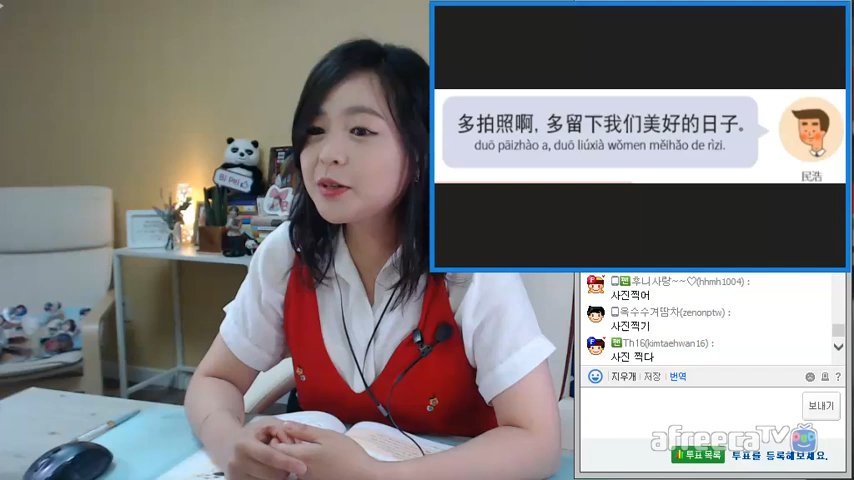 多拍照啊，多留下我们美好的日子。
duō pāizhào a, duō liúxià wǒmen měihǎo de rìzi.
民浩
후니사랑~~♡(hhmh1004) :
사진찍어
옥수수겨땀차(zenonptw) :
사진찍기
Th16(kimtaehwan16) :
사진 찍다
지우개 저장 번역
보내기
afreecaTV
투표 목록 투표를 등록해보세요.